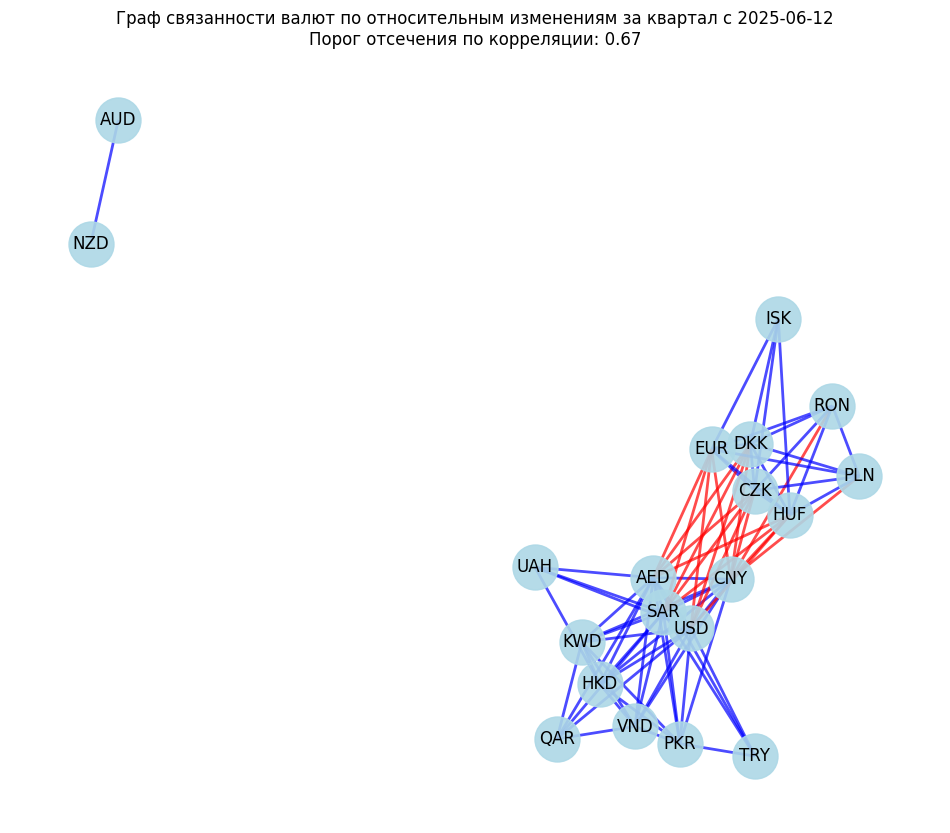 Граф связанности валют по относительным изменениям за квартал с 2025-06-12
Порог отсечения по корреляции: 0.67
AUD
NZD
ISK
RON
EUR
DKK
PLN
CZK
HUF
UAH
AED
CNY
SAR
USD
KWD
HKD
QAR
VND
PKR
TRY